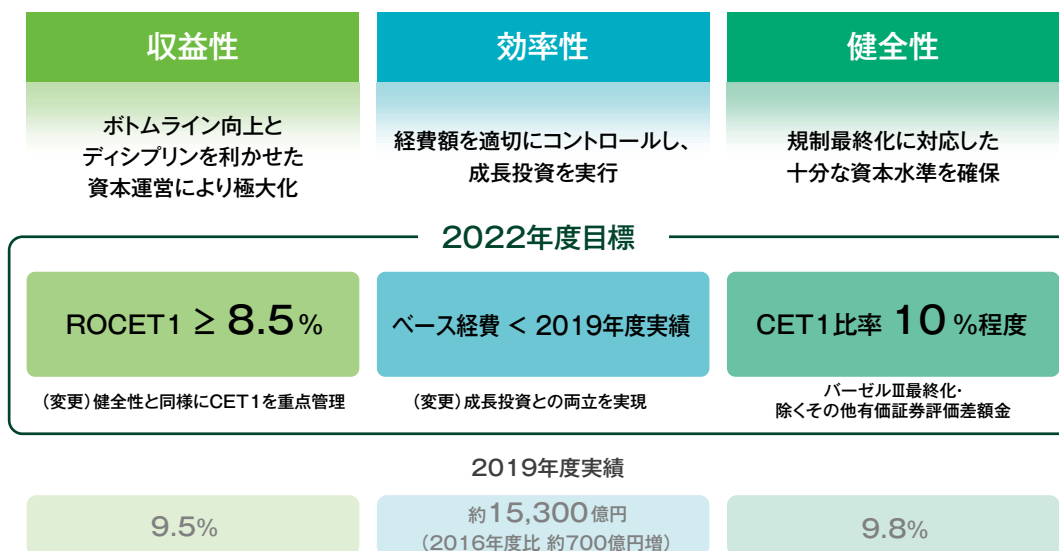 収益性
効率性
健全性
ボトムライン向上と
ディシプリンを利かせた
資本運営により極大化
経費額を適切にコントロールし、
成長投資を実行
規制最終化に対応した
十分な資本水準を確保
2022年度目標
ROCET1 ≥ 8.5%
ベース経費 < 2019年度実績
CET1比率 10%程度
(変更)健全性と同様にCET1を重点管理
(変更)成長投資との両立を実現
バーゼルⅢ最終化・
除くその他有価証券評価差額金
2019年度実績
9.5%
約15,300億円
(2016年度比 約700億円増)
9.8%